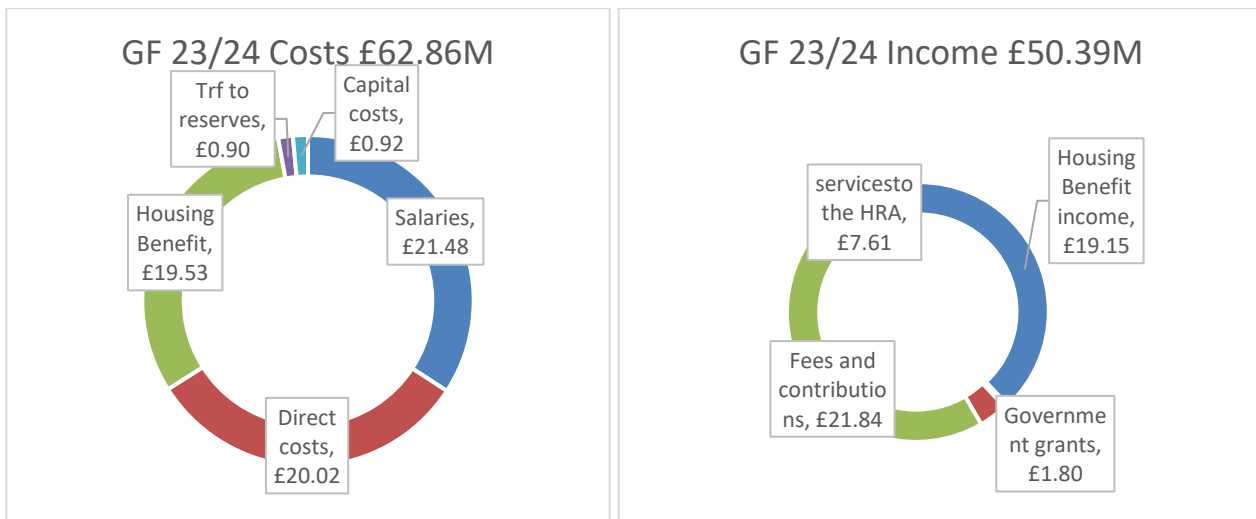 GF 23/24 Costs £62.86M
Trf to
reserves,
£0.90
Capital
costs,
£0.92
Housing
Benefit,
£19.53
Salaries,
£21.48
Direct
costs,
£20.02
GF 23/24 Income £50.39M
servicesto
the HRA,
£7.61
Housing
Benefit
income,
£19.15
Fees and
contributio
ns, £21.84
Governme
nt grants,
£1.80